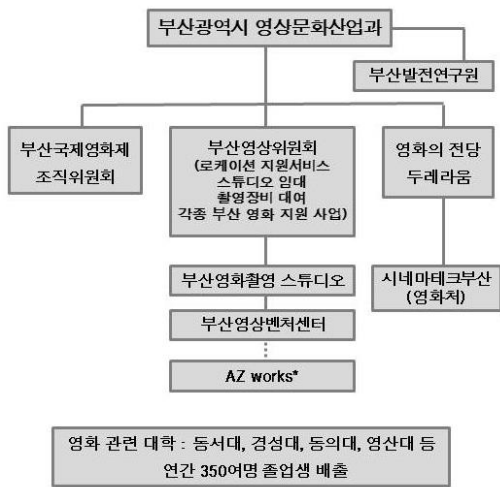 부산광역시 영상문화산업과
부산발전연구원
부산국제영화제
조직위원회
부산영상위원회
(로케이션 지원서비스
스튜디오 임대
촬영장비 대여
각종 부산 영화 지원 사업)
영화의 전당
두레라움
부산영화촬영 스튜디오
시네마테크부산
(영화처)
부산영상벤처센터
AZ works*
영화 관련 대학 : 동서대, 경성대, 동의대, 영산대 등
연간 350여명 졸업생 배출